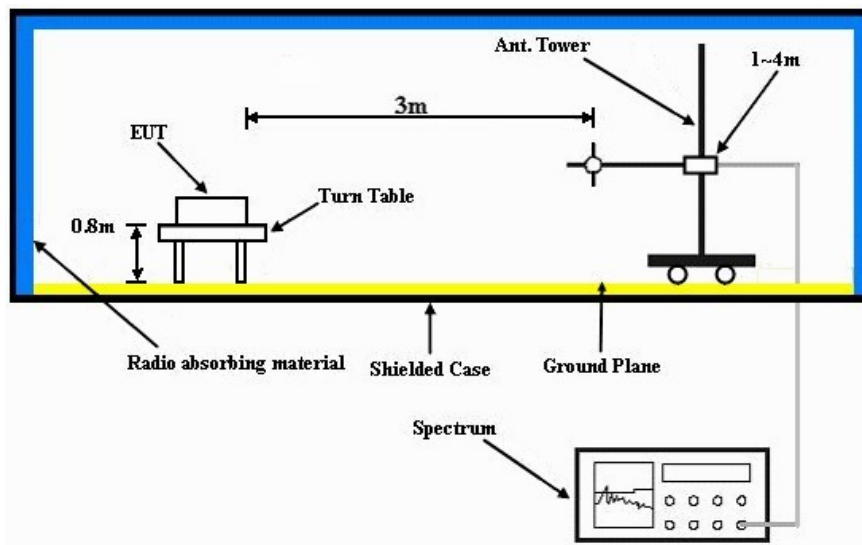 Ant. Tower
1~4m
3m
EUT
Turn Table
0.8m
Radio absorbing material
Shielded Case
Ground Plane
Spectrum